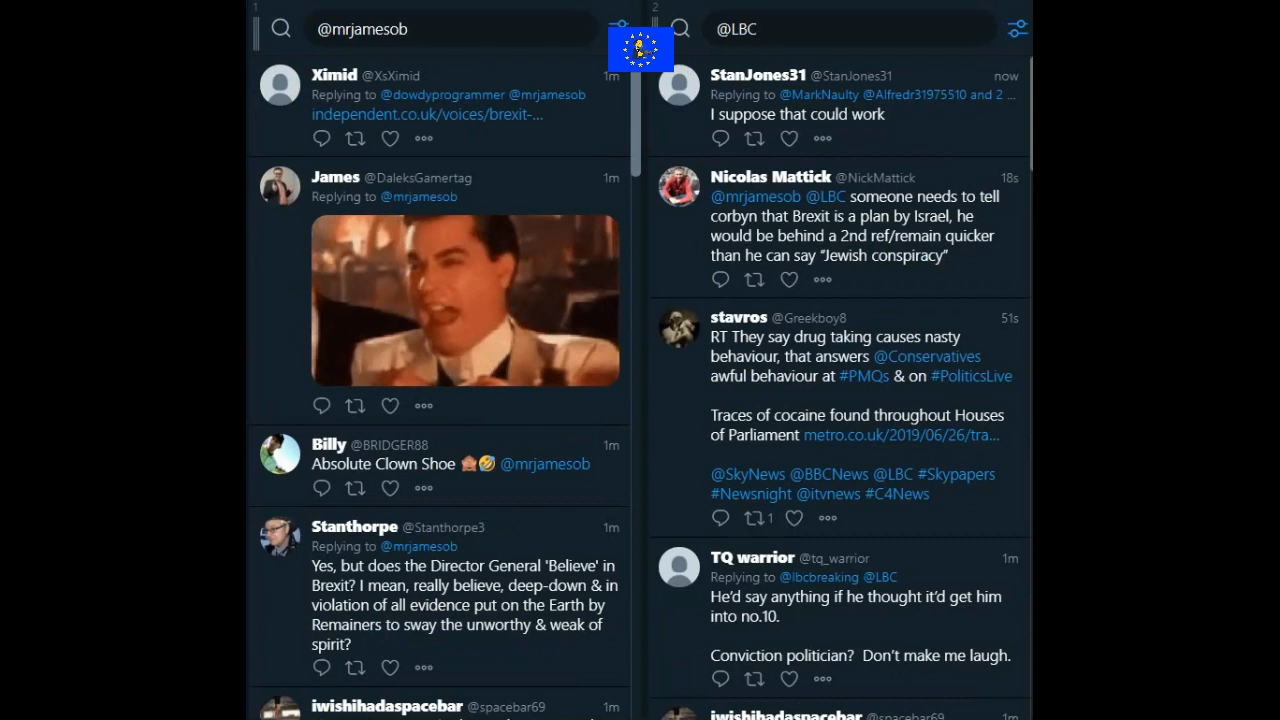 1
@mrjamesob
Ximid @XsXimid 1m
Replying to @dowdyprogrammer @mrjamesob
independent.co.uk/voices/brexit-...
James @DaleksGamertag 1m
Replying to @mrjamesob
Billy @BRIDGER88 1m
Absolute Clown Shoe 🙈🤣 @mrjamesob
Stanthorpe @Stanthorpe3 1m
Replying to @mrjamesob
Yes, but does the Director General 'Believe' in
Brexit? I mean, really believe, deep-down & in
violation of all evidence put on the Earth by
Remainers to sway the unworthy & weak of
spirit?
iwishihadaspacebar @spacebar69 1m
2
@LBC
StanJones31 @StanJones31 now
Replying to @MarkNaulty @Alfredr31975510 and 2 ...
I suppose that could work
Nicolas Mattick @NickMattick 18s
@mrjamesob @LBC someone needs to tell
corbyn that Brexit is a plan by Israel, he
would be behind a 2nd ref/remain quicker
than he can say “Jewish conspiracy”
stavros @Greekboy8 51s
RT They say drug taking causes nasty
behaviour, that answers @Conservatives
awful behaviour at #PMQs & on #PoliticsLive
Traces of cocaine found throughout Houses
of Parliament metro.co.uk/2019/06/26/tra...
@SkyNews @BBCNews @LBC #Skypapers
#Newsnight @itvnews #C4News
1
TQ warrior @tq_warrior 1m
Replying to @lbcbreaking @LBC
He’d say anything if he thought it’d get him
into no.10.
Conviction politician? Don’t make me laugh.
iwishihadaspacebar @spacebar69 1m